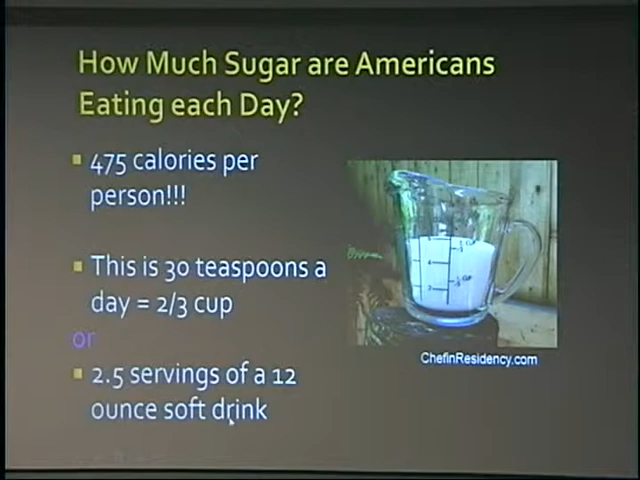 How Much Sugar are Americans
Eating each Day?
475 calories per
person!!!
This is 30 teaspoons a
day = 2/3 cup
or
2.5 servings of a 12
ounce soft drink
ChefinResidency.com